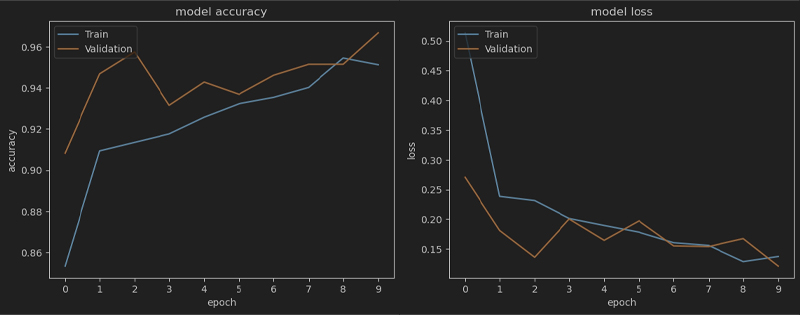 model accuracy
Train
Validation
0.96
0.94
0.92
0.90
0.88
0.86
accuracy
0 1 2 3 4 5 6 7 8 9
epoch
model loss
Train
Validation
0.50
0.45
0.40
0.35
0.30
0.25
0.20
0.15
loss
0 1 2 3 4 5 6 7 8 9
epoch